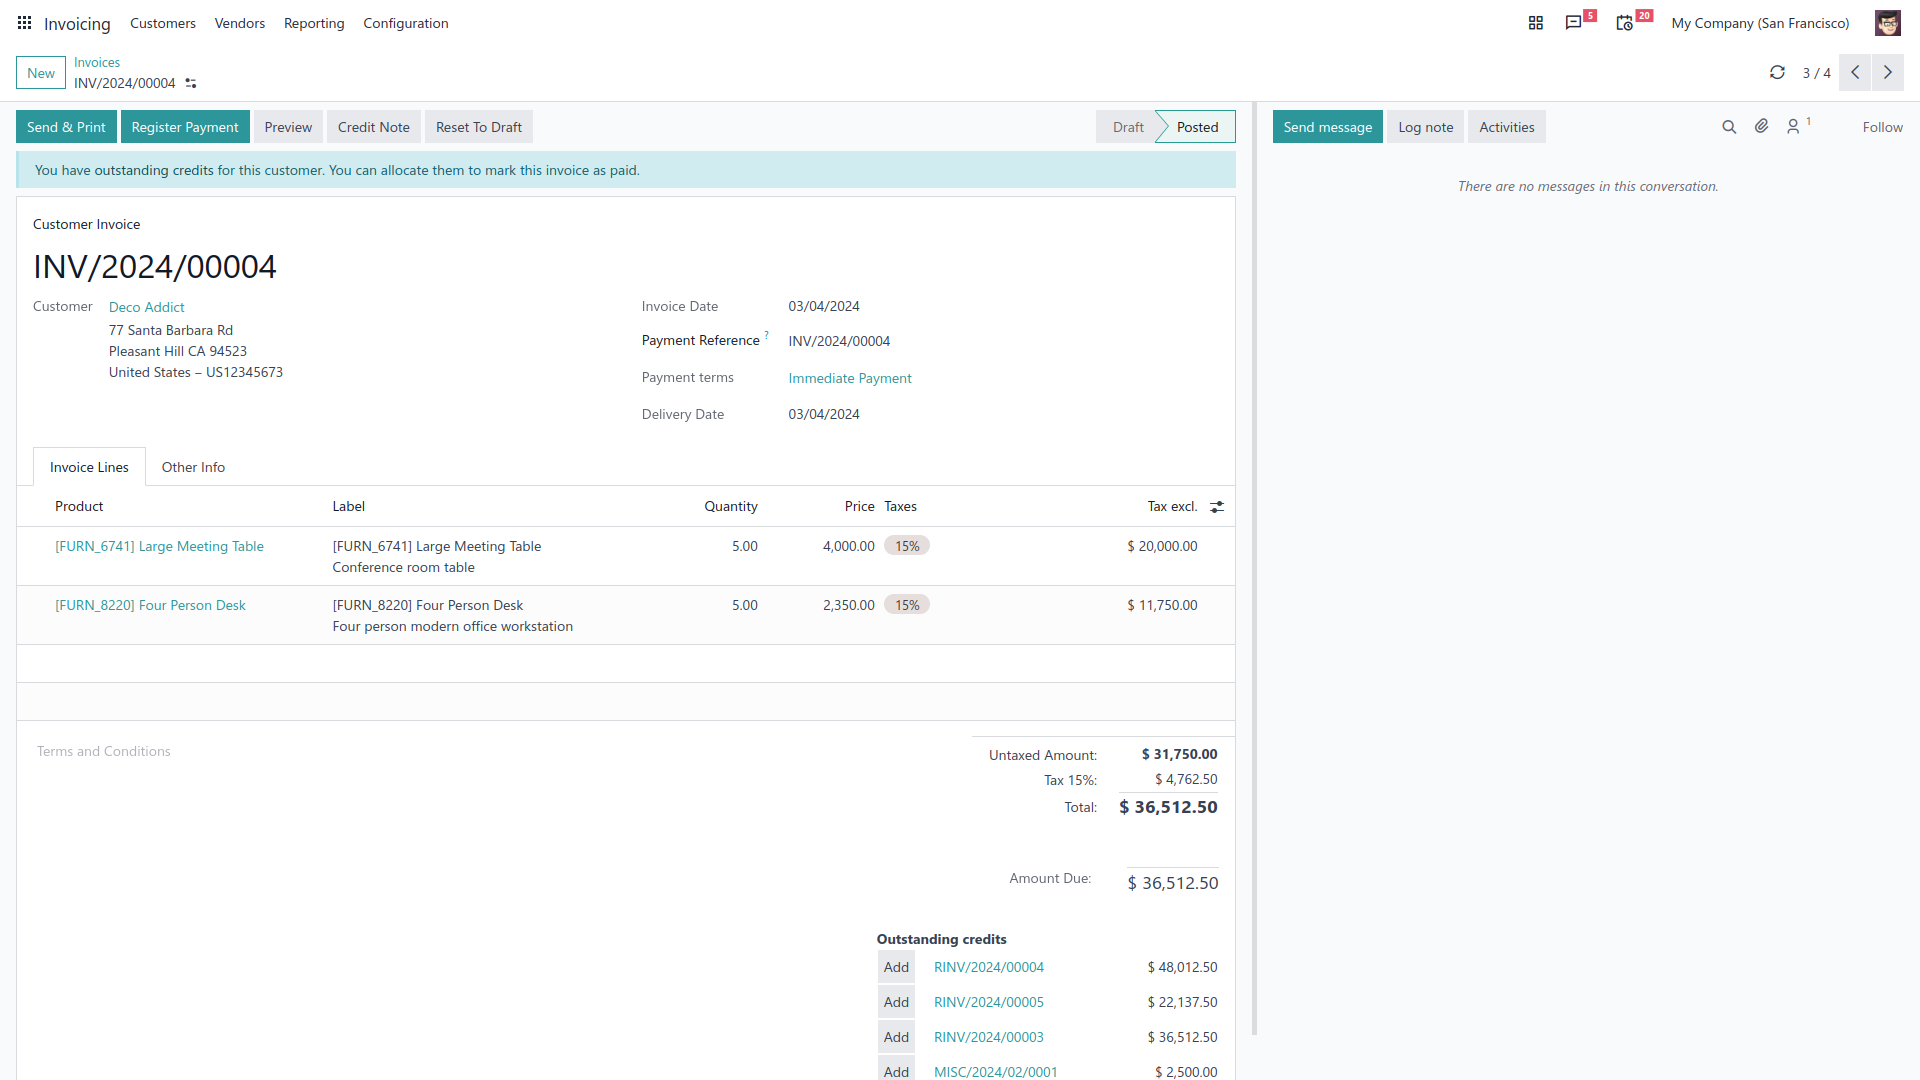 Invoicing Customers Vendors Reporting Configuration 5 20 My Company (San Francisco)
New Invoices
INV/2024/00004 3 / 4
Send & Print Register Payment Preview Credit Note Reset To Draft Draft Posted Send message Log note Activities 1 Follow
You have outstanding credits for this customer. You can allocate them to mark this invoice as paid.
There are no messages in this conversation.
Customer Invoice
INV/2024/00004
Customer Deco Addict
77 Santa Barbara Rd
Pleasant Hill CA 94523
United States – US12345673
Invoice Date 03/04/2024
Payment Reference ? INV/2024/00004
Payment terms Immediate Payment
Delivery Date 03/04/2024
Invoice Lines Other Info
Product Label Quantity Price Taxes Tax excl.
[FURN_6741] Large Meeting Table [FURN_6741] Large Meeting Table 5.00 4,000.00 15% $ 20,000.00
Conference room table
[FURN_8220] Four Person Desk [FURN_8220] Four Person Desk 5.00 2,350.00 15% $ 11,750.00
Four person modern office workstation
Terms and Conditions
Untaxed Amount: $ 31,750.00
Tax 15%: $ 4,762.50
Total: $ 36,512.50
Amount Due: $ 36,512.50
Outstanding credits
Add RINV/2024/00004 $ 48,012.50
Add RINV/2024/00005 $ 22,137.50
Add RINV/2024/00003 $ 36,512.50
Add MISC/2024/02/0001 $ 2,500.00